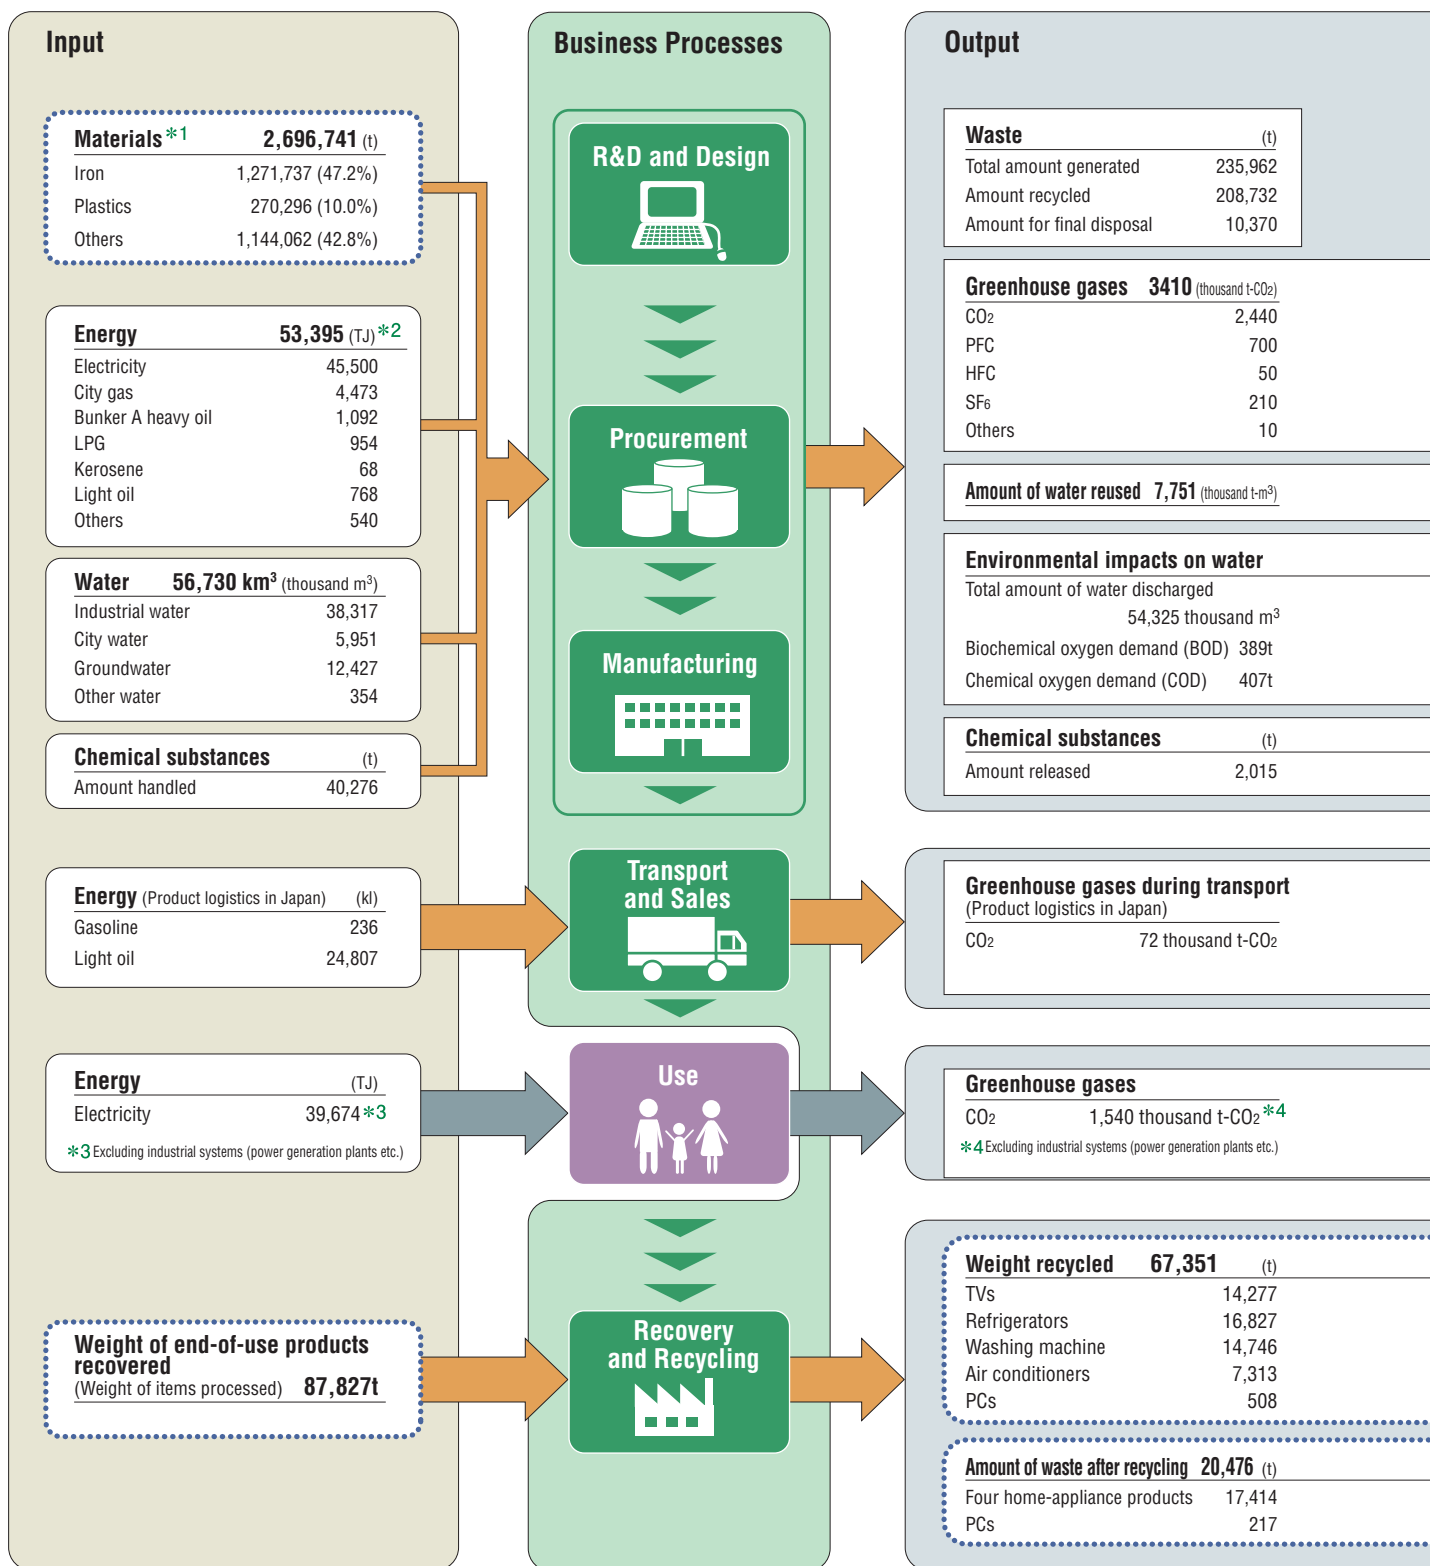 Input
Materials *1 2,696,741 (t)
Iron 1,271,737 (47.2%)
Plastics 270,296 (10.0%)
Others 1,144,062 (42.8%)
Energy 53,395 (TJ) *2
Electricity 45,500
City gas 4,473
Bunker A heavy oil 1,092
LPG 954
Kerosene 68
Light oil 768
Others 540
Water 56,730 km³ (thousand m³)
Industrial water 38,317
City water 5,951
Groundwater 12,427
Other water 354
Chemical substances (t)
Amount handled 40,276
Energy (Product logistics in Japan) (kl)
Gasoline 236
Light oil 24,807
Energy (TJ)
Electricity 39,674 *3
*3 Excluding industrial systems (power generation plants etc.)
Weight of end-of-use products
recovered
(Weight of items processed) 87,827t
Business Processes
R&D and Design
Procurement
Manufacturing
Transport
and Sales
Use
Recovery
and Recycling
Output
Waste (t)
Total amount generated 235,962
Amount recycled 208,732
Amount for final disposal 10,370
Greenhouse gases 3410 (thousand t-CO₂)
CO₂ 2,440
PFC 700
HFC 50
SF₆ 210
Others 10
Amount of water reused 7,751 (thousand t-m³)
Environmental impacts on water
Total amount of water discharged
54,325 thousand m³
Biochemical oxygen demand (BOD) 389t
Chemical oxygen demand (COD) 407t
Chemical substances (t)
Amount released 2,015
Greenhouse gases during transport
(Product logistics in Japan)
CO₂ 72 thousand t-CO₂
Greenhouse gases
CO₂ 1,540 thousand t-CO₂ *4
*4 Excluding industrial systems (power generation plants etc.)
Weight recycled 67,351 (t)
TVs 14,277
Refrigerators 16,827
Washing machine 14,746
Air conditioners 7,313
PCs 508
Amount of waste after recycling 20,476 (t)
Four home-appliance products 17,414
PCs 217